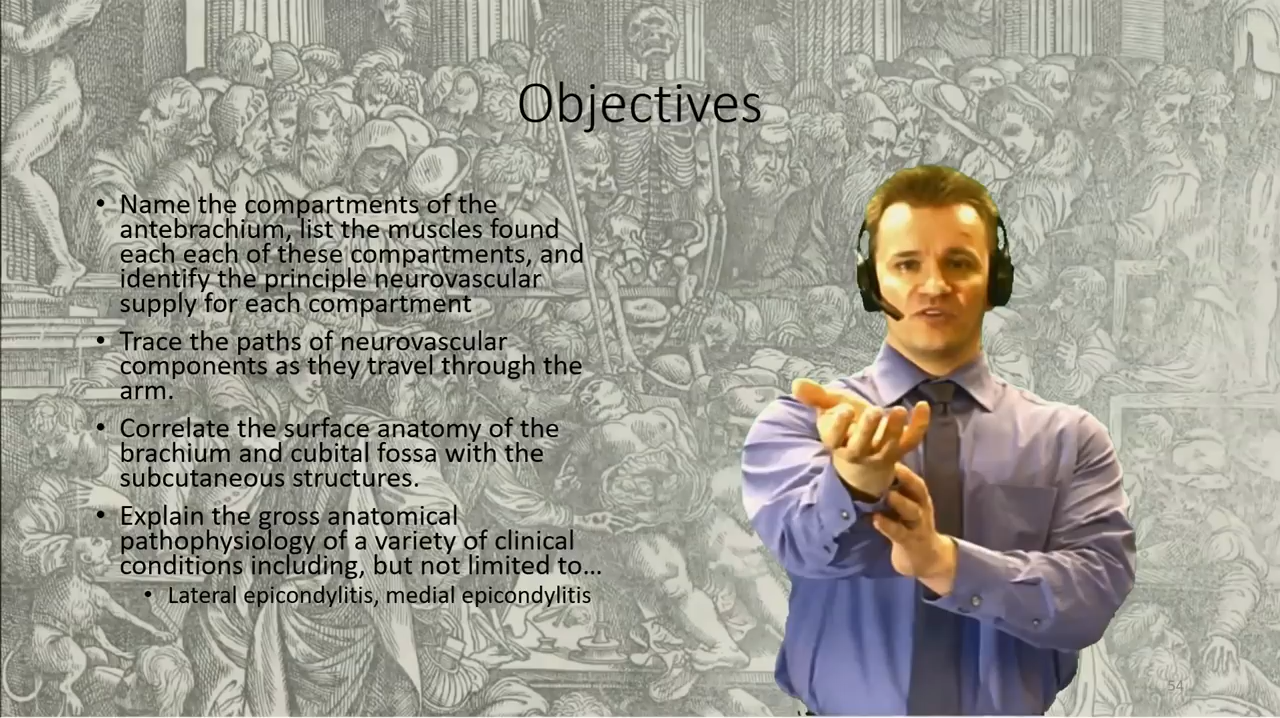 Objectives
• Name the compartments of the
antebrachium, list the muscles found
each each of these compartments, and
identify the principle neurovascular
supply for each compartment
• Trace the paths of neurovascular
components as they travel through the
arm.
• Correlate the surface anatomy of the
brachium and cubital fossa with the
subcutaneous structures.
• Explain the gross anatomical
pathophysiology of a variety of clinical
conditions including, but not limited to…
• Lateral epicondylitis, medial epicondylitis
54